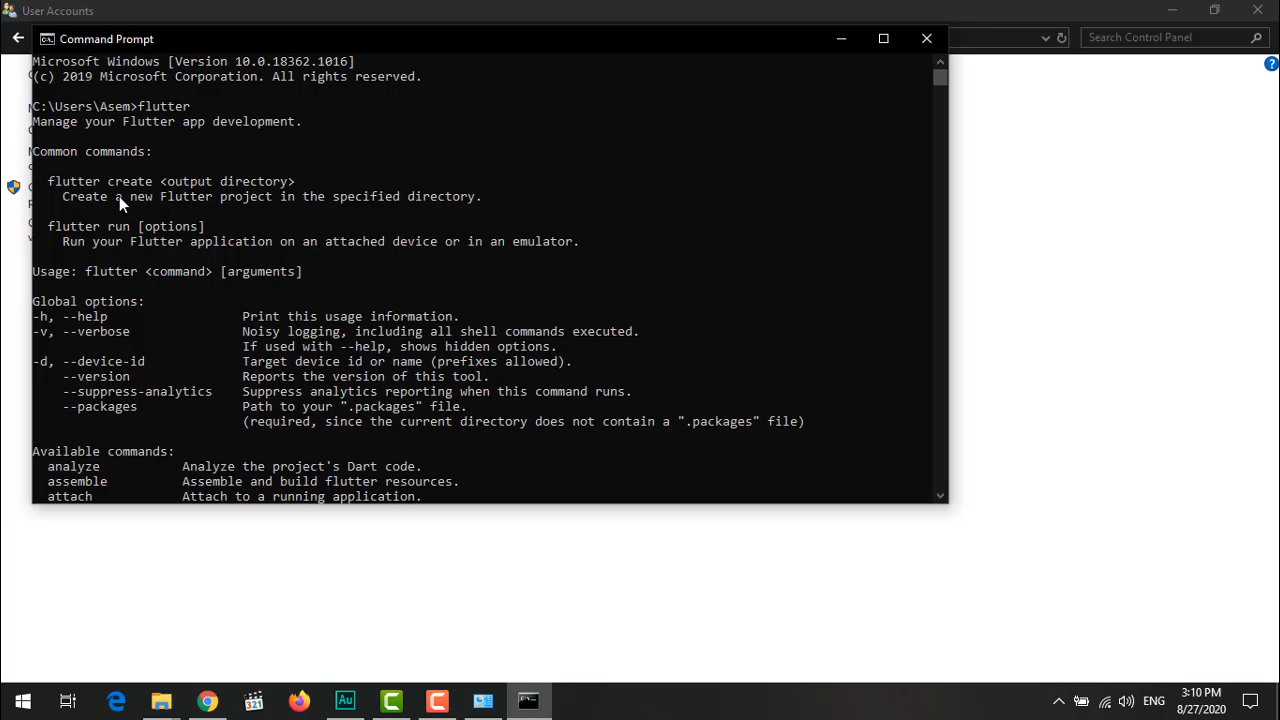 User Accounts
Command Prompt
Search Control Panel
Microsoft Windows [Version 10.0.18362.1016]
(c) 2019 Microsoft Corporation. All rights reserved.
C:\Users\Asem>flutter
Manage your Flutter app development.
Common commands:
flutter create <output directory>
Create a new Flutter project in the specified directory.
flutter run [options]
Run your Flutter application on an attached device or in an emulator.
Usage: flutter <command> [arguments]
Global options:
-h, --help Print this usage information.
-v, --verbose Noisy logging, including all shell commands executed.
If used with --help, shows hidden options.
-d, --device-id Target device id or name (prefixes allowed).
--version Reports the version of this tool.
--suppress-analytics Suppress analytics reporting when this command runs.
--packages Path to your ".packages" file.
(required, since the current directory does not contain a ".packages" file)
Available commands:
analyze Analyze the project's Dart code.
assemble Assemble and build flutter resources.
attach Attach to a running application.
321
Au
ENG
3:10 PM
8/27/2020